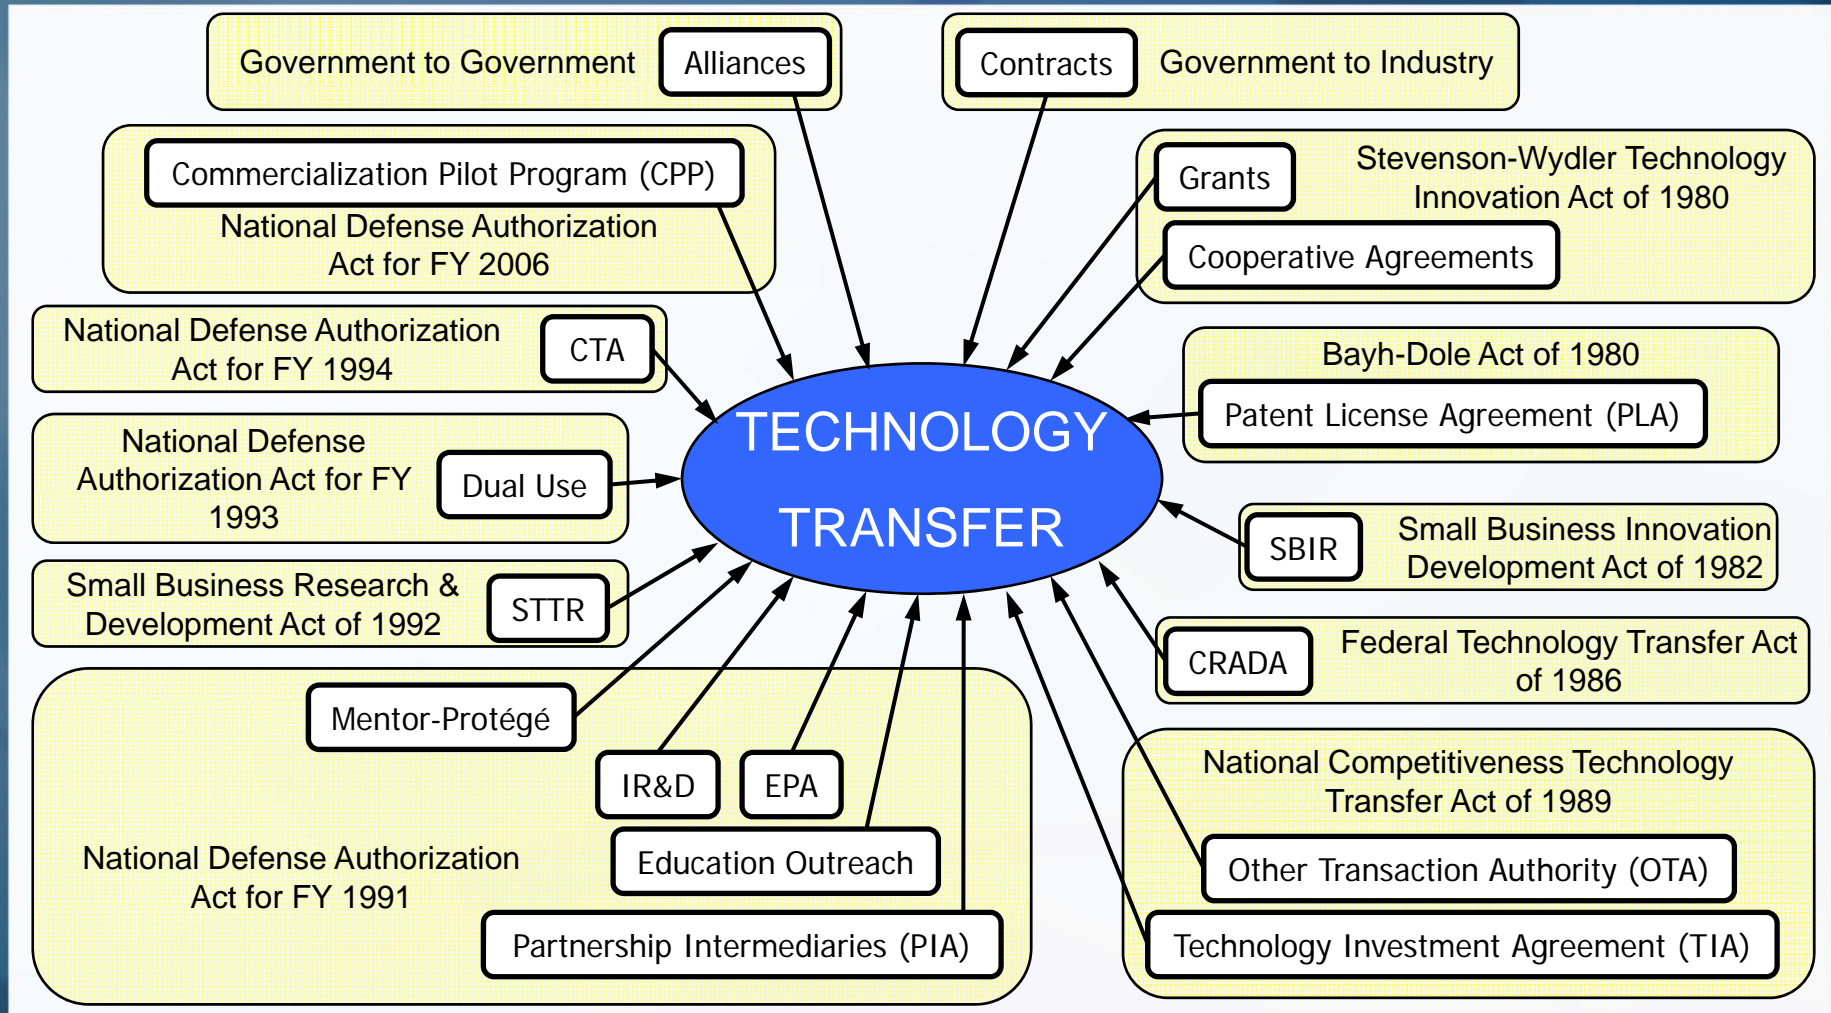 Government to Government
Alliances
Contracts
Government to Industry
Commercialization Pilot Program (CPP)
National Defense Authorization
Act for FY 2006
Grants
Stevenson-Wydler Technology
Innovation Act of 1980
Cooperative Agreements
National Defense Authorization
Act for FY 1994
CTA
Bayh-Dole Act of 1980
Patent License Agreement (PLA)
TECHNOLOGY
TRANSFER
National Defense
Authorization Act for FY
1993
Dual Use
SBIR
Small Business Innovation
Development Act of 1982
Small Business Research &
Development Act of 1992
STTR
CRADA
Federal Technology Transfer Act
of 1986
Mentor-Protégé
IR&D
EPA
Education Outreach
National Defense Authorization
Act for FY 1991
Partnership Intermediaries (PIA)
National Competitiveness Technology
Transfer Act of 1989
Other Transaction Authority (OTA)
Technology Investment Agreement (TIA)